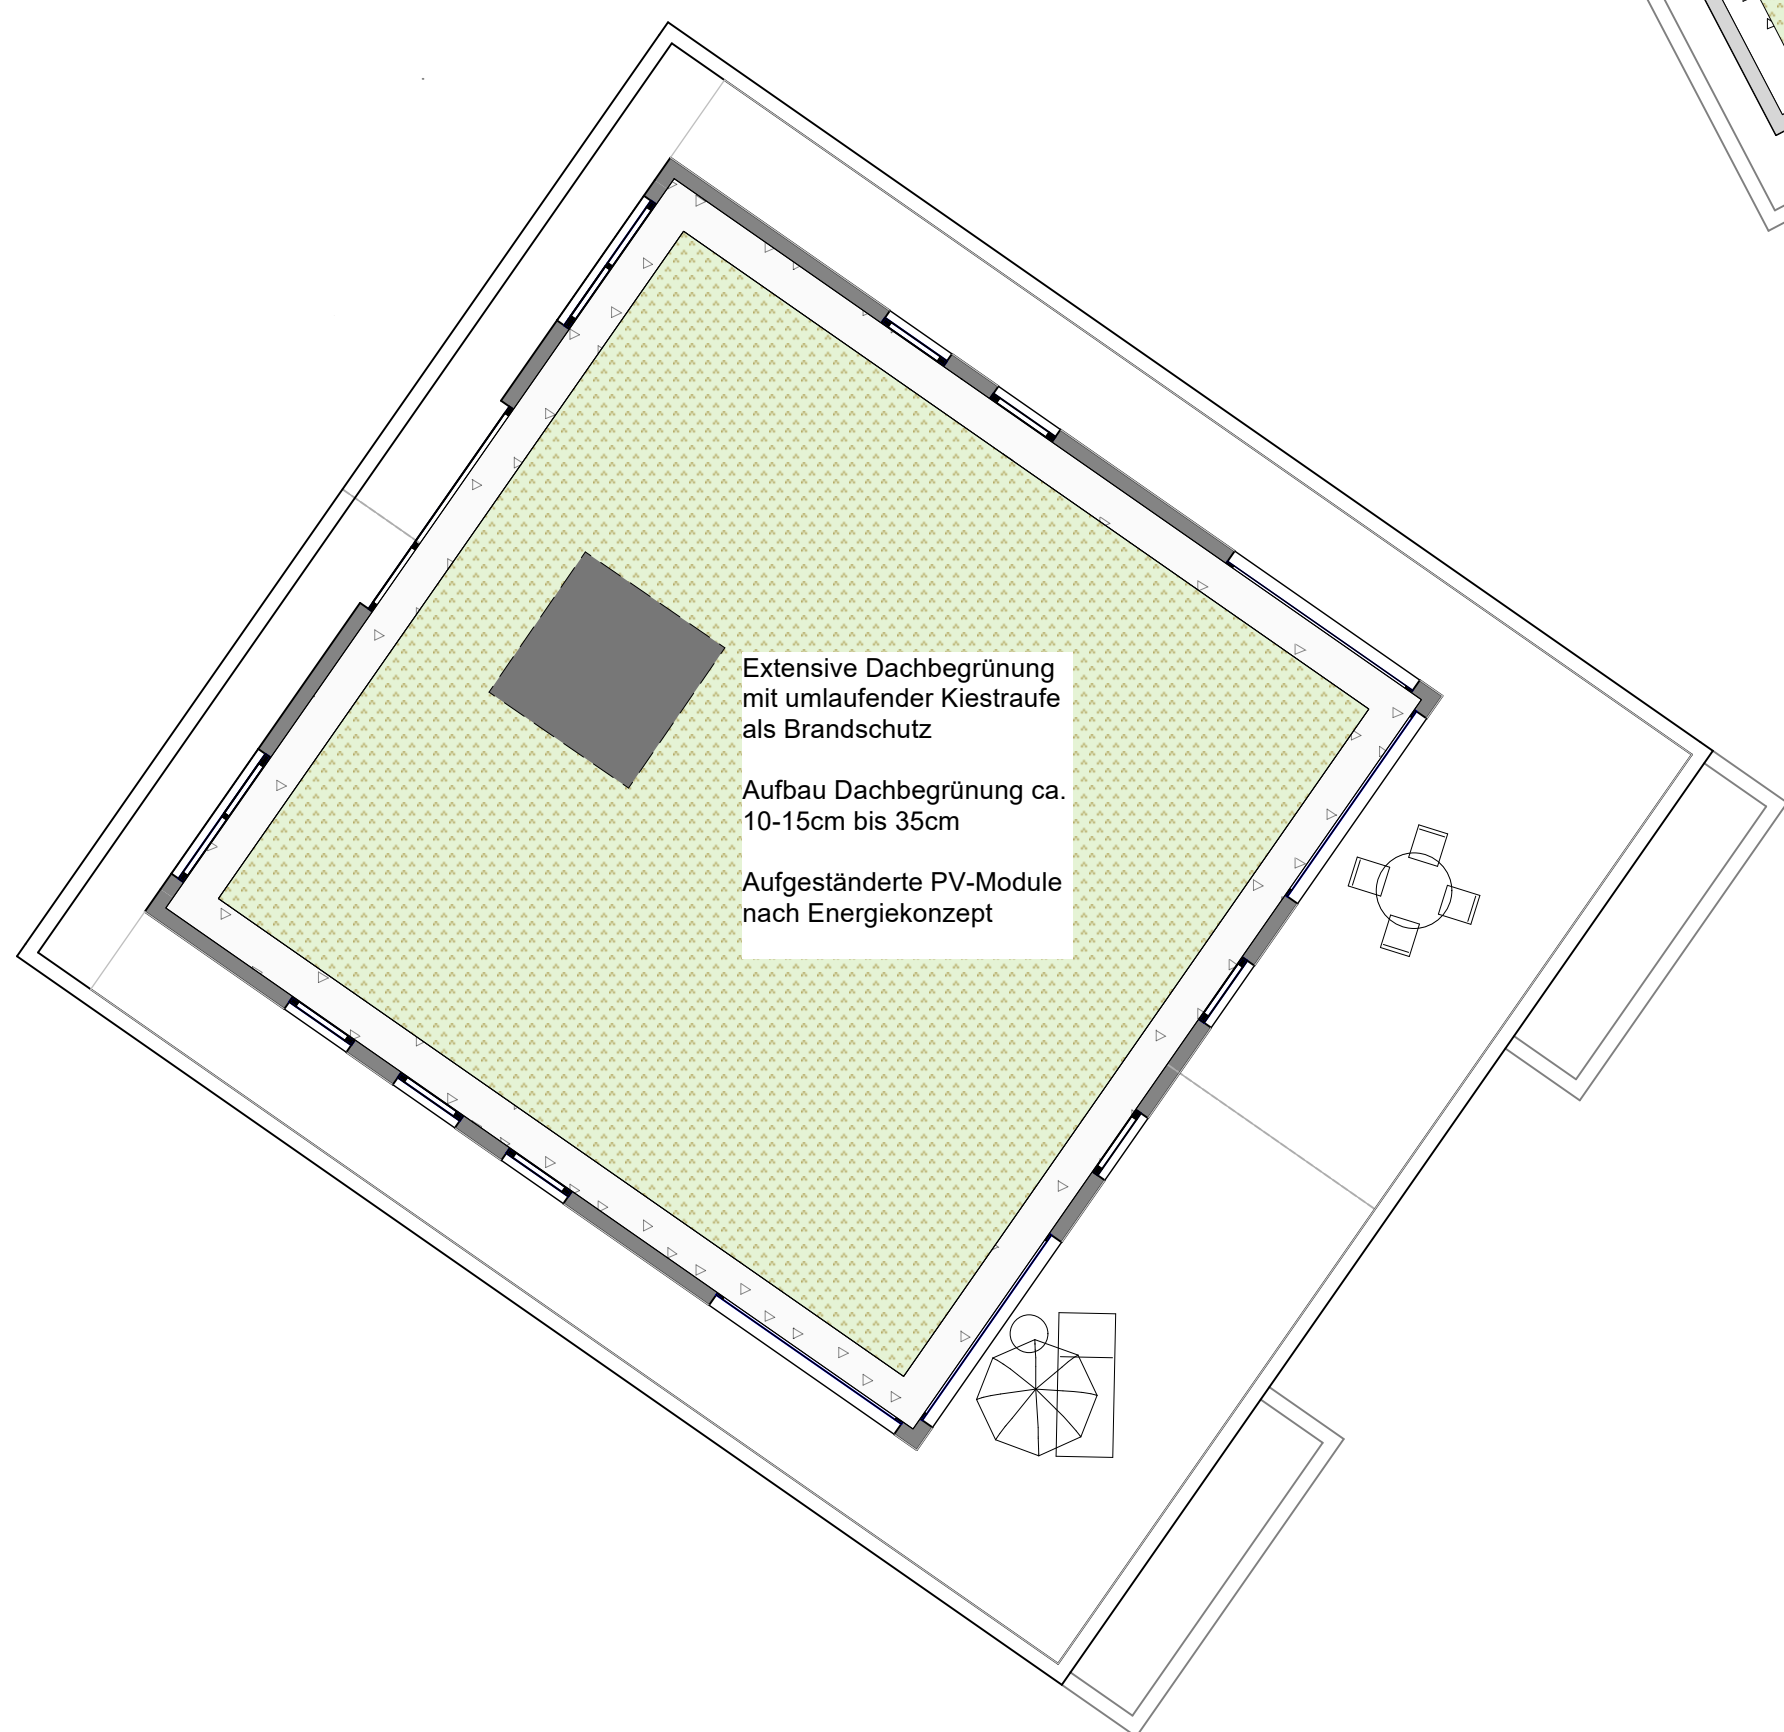 Extensive Dachbegrünung
mit umlaufender Kiestraufe
als Brandschutz
Aufbau Dachbegrünung ca.
10-15cm bis 35cm
Aufgeständerte PV-Module
nach Energiekonzept